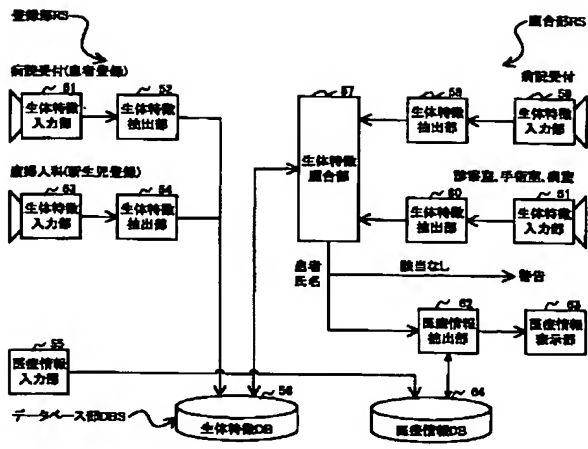 登録部RS
照合部RS
病院受付(患者登録)
51
生体特徴
入力部
52
生体特徴
抽出部
57
生体特徴
照合部
病院受付
58
生体特徴
抽出部
59
生体特徴
入力部
産婦人科(新生児登録)
53
生体特徴
入力部
54
生体特徴
抽出部
診察室、手術室、病室
60
生体特徴
抽出部
61
生体特徴
入力部
患者
氏名
該当なし
警告
62
医療情報
抽出部
63
医療情報
表示部
55
医療情報
入力部
データベース部DBS
56
生体特徴DB
64
医療情報DB